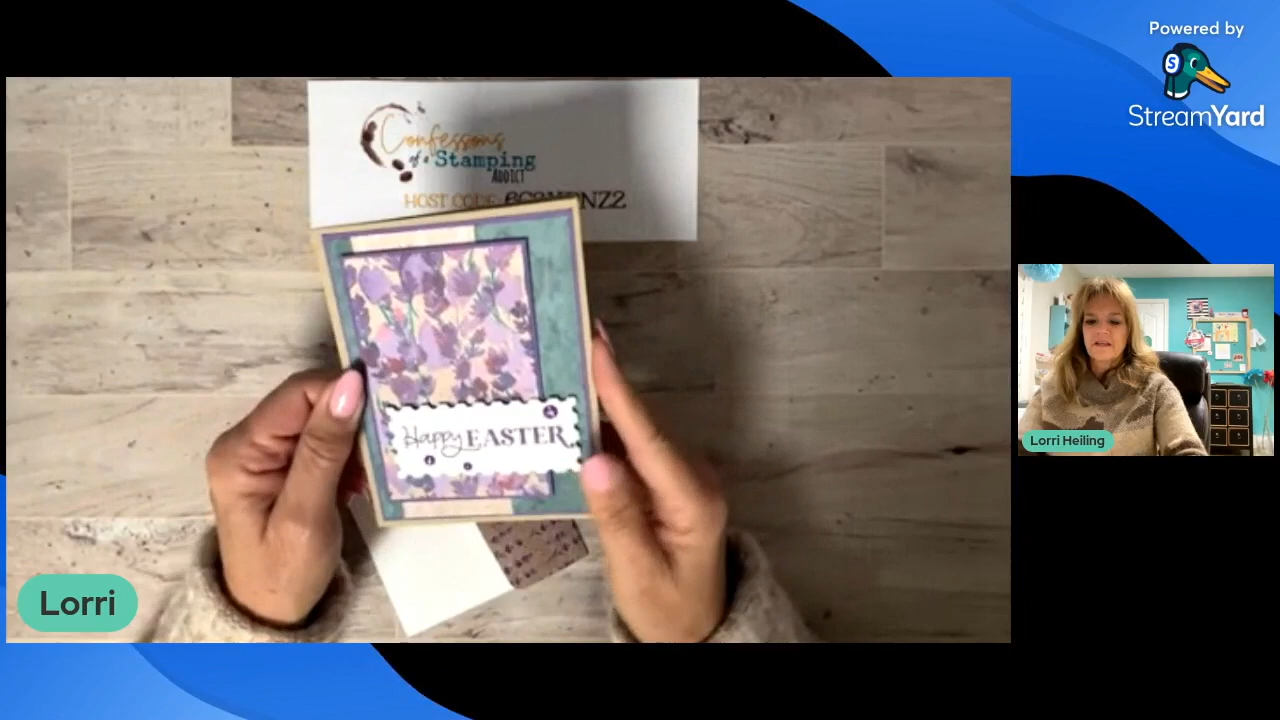 Powered by
StreamYard
Confessions
of a Stamping
ADDICT
HOST CODE:
Happy EASTER
Lorri Heiling
Lorri